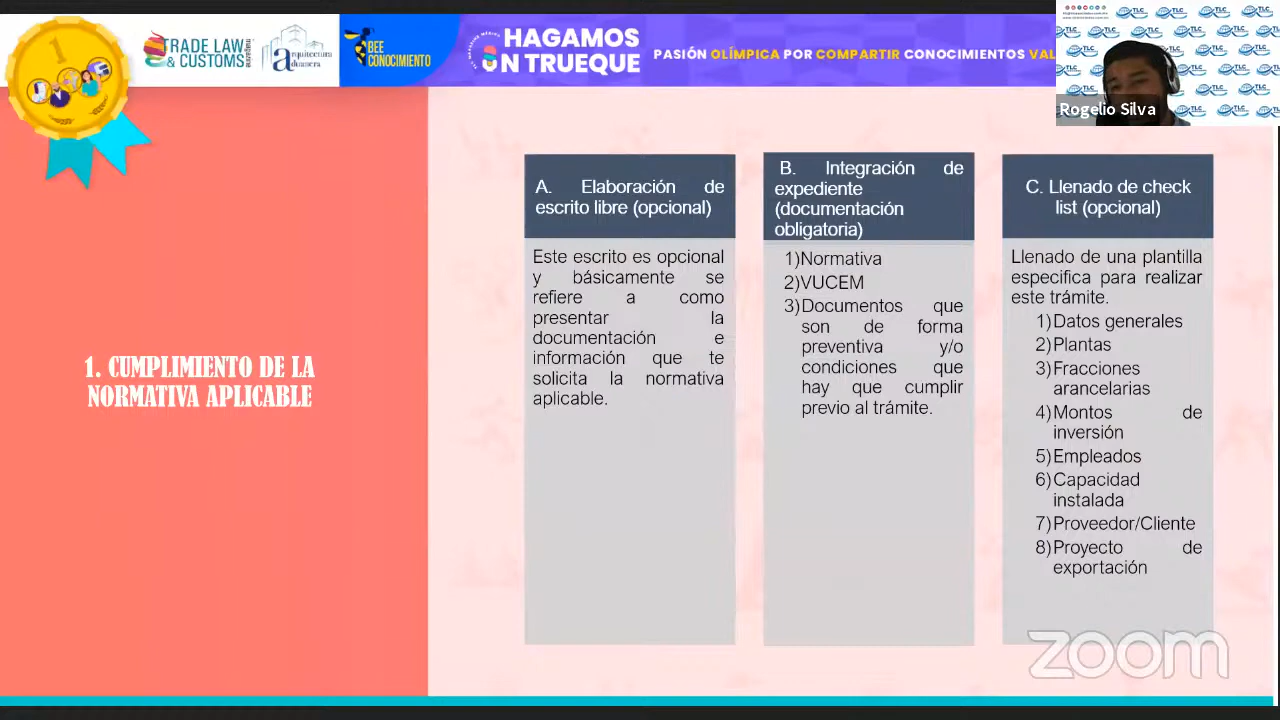 TRADE LAW
& CUSTOMS
arquitectura
aduanera
BEE
CONOCIMIENTO
HAGAMOS
UN TRUEQUE
PASIÓN OLÍMPICA POR COMPARTIR CONOCIMIENTOS VAL
TLC
Rogelio Silva
1. CUMPLIMIENTO DE LA
NORMATIVA APLICABLE
A. Elaboración de
escrito libre (opcional)
Este escrito es opcional
y básicamente se
refiere a como
presentar la
documentación e
información que te
solicita la normativa
aplicable.
B. Integración de
expediente
(documentación
obligatoria)
1)Normativa
2)VUCEM
3)Documentos que
son de forma
preventiva y/o
condiciones que
hay que cumplir
previo al trámite.
C. Llenado de check
list (opcional)
Llenado de una plantilla
especifica para realizar
este trámite.
1)Datos generales
2)Plantas
3)Fracciones
arancelarias
4)Montos de
inversión
5)Empleados
6)Capacidad
instalada
7)Proveedor/Cliente
8)Proyecto de
exportación
zoom